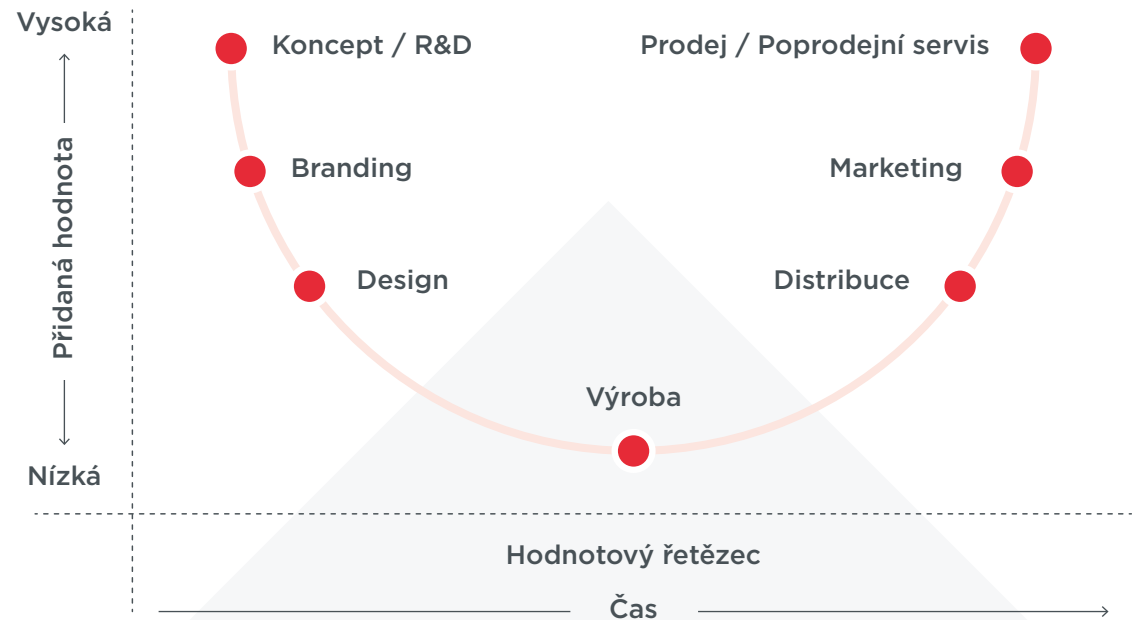 Vysoká
Koncept / R&D
Prodej / Poprodejní servis
Branding
Marketing
Přidaná hodnota
Design
Distribuce
Výroba
Nízká
Hodnotový řetězec
Čas